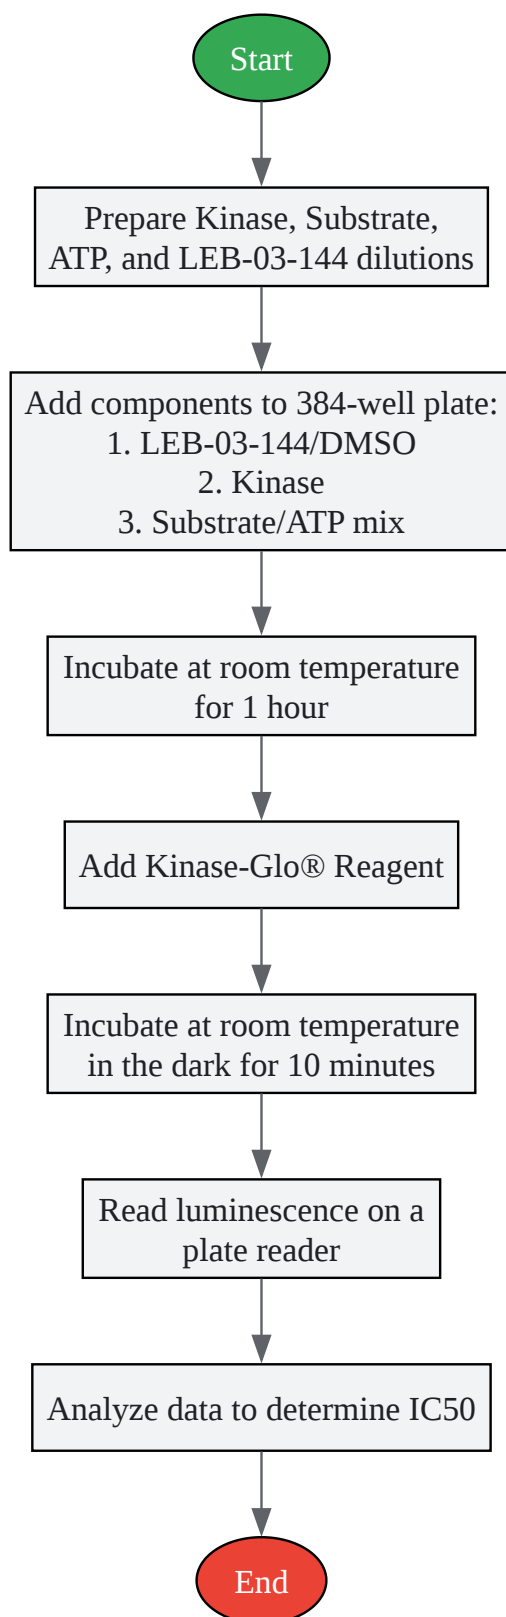 Start
Prepare Kinase, Substrate,
ATP, and LEB-03-144 dilutions
Add components to 384-well plate:
1. LEB-03-144/DMSO
2. Kinase
3. Substrate/ATP mix
Incubate at room temperature
for 1 hour
Add Kinase-Glo® Reagent
Incubate at room temperature
in the dark for 10 minutes
Read luminescence on a
plate reader
Analyze data to determine IC50
End